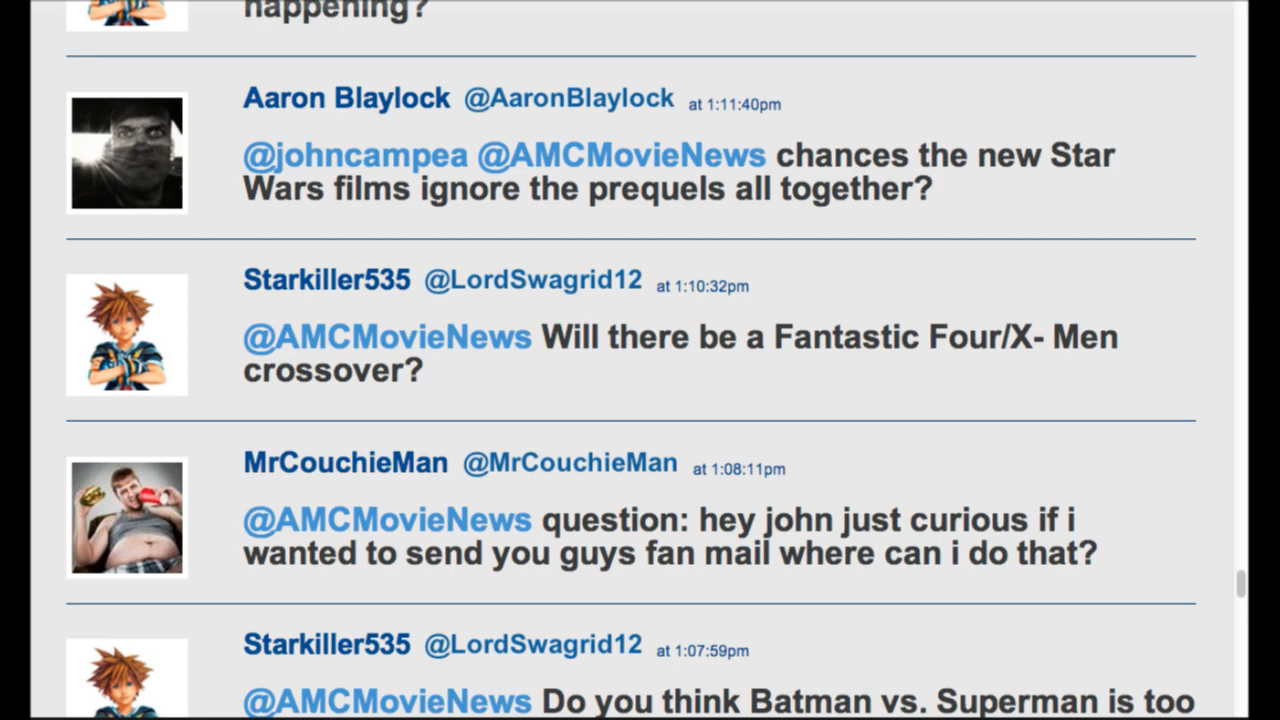 happening?
Aaron Blaylock @AaronBlaylock at 1:11:40pm
@johncampea @AMCMovieNews chances the new Star
Wars films ignore the prequels all together?
Starkiller535 @LordSwagrid12 at 1:10:32pm
@AMCMovieNews Will there be a Fantastic Four/X- Men
crossover?
MrCouchieMan @MrCouchieMan at 1:08:11pm
@AMCMovieNews question: hey john just curious if i
wanted to send you guys fan mail where can i do that?
Starkiller535 @LordSwagrid12 at 1:07:59pm
@AMCMovieNews Do you think Batman vs. Superman is too